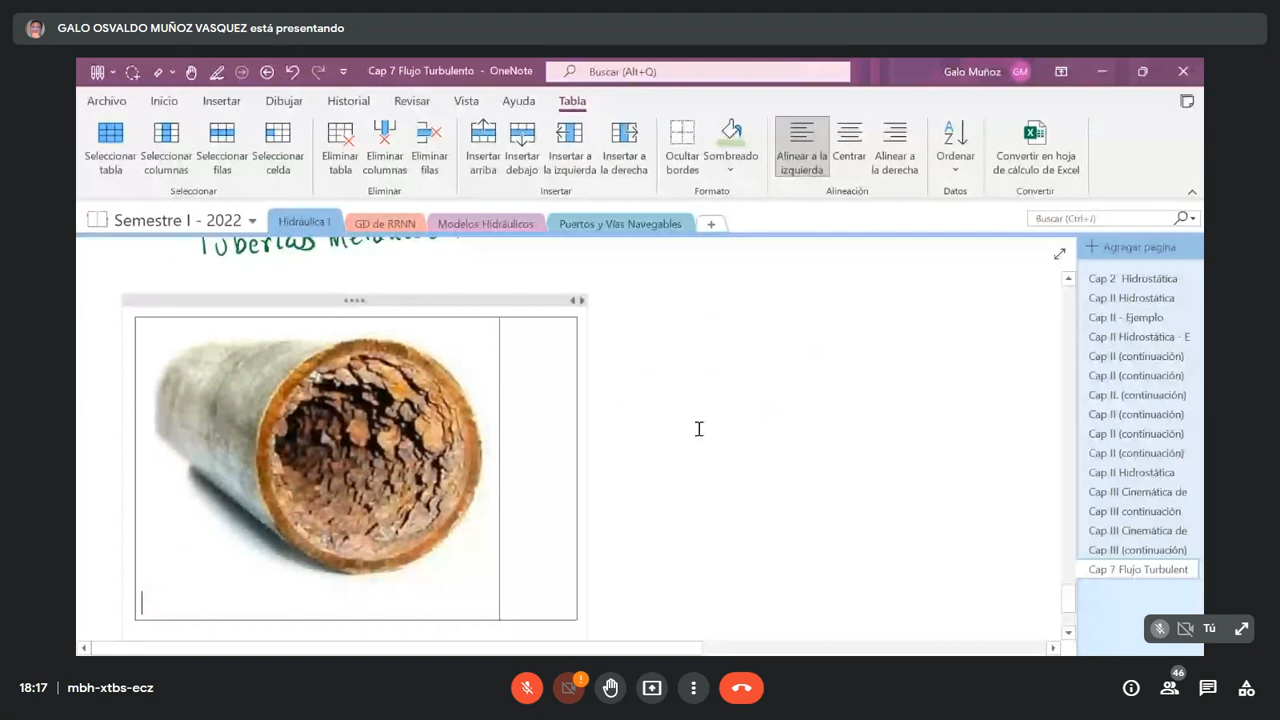 GALO OSVALDO MUÑOZ VASQUEZ está presentando
Cap 7 Flujo Turbulento - OneNote
Buscar (Alt+Q)
Galo Muñoz GM
Archivo Inicio Insertar Dibujar Historial Revisar Vista Ayuda Tabla
Seleccionar tabla
Seleccionar columnas
Seleccionar filas
Seleccionar celda
Eliminar tabla
Eliminar columnas
Eliminar filas
Insertar arriba
Insertar debajo
Insertar a la izquierda
Insertar a la derecha
Ocultar bordes
Sombreado
Alinear a la izquierda
Centrar
Alinear a la derecha
Ordenar
Convertir en hoja de cálculo de Excel
Seleccionar Eliminar Insertar Formato Alineación Datos Convertir
Semestre I - 2022
Hidráulica I
GD de RRNN
Modelos Hidráulicos
Puertos y Vías Navegables
+
Buscar (Ctrl+J)
Tuberías
Agregar página
Cap 2 Hidrostática
Cap II Hidrostática
Cap II - Ejemplo
Cap II Hidrostática - E
Cap II (continuación)
Cap II (continuación)
Cap II. (continuación)
Cap II (continuación)
Cap II (continuación)
Cap II (continuación)
Cap II Hidrostática
Cap III Cinemática de
Cap III continuación
Cap III Cinemática de
Cap III (continuación)
Cap 7 Flujo Turbulent
Tú
18:17 mbh-xtbs-ecz
46